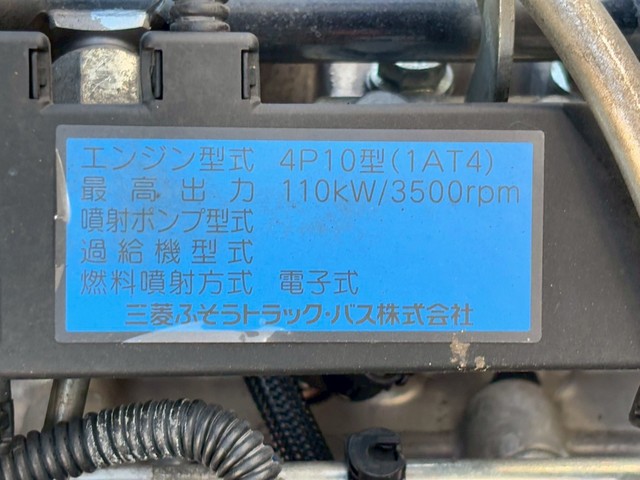 エンジン型式 4P10型(1AT4)
最高出力 110kW/3500rpm
噴射ポンプ型式
過給機型式
燃料噴射方式 電子式
三菱ふそうトラック・バス株式会社